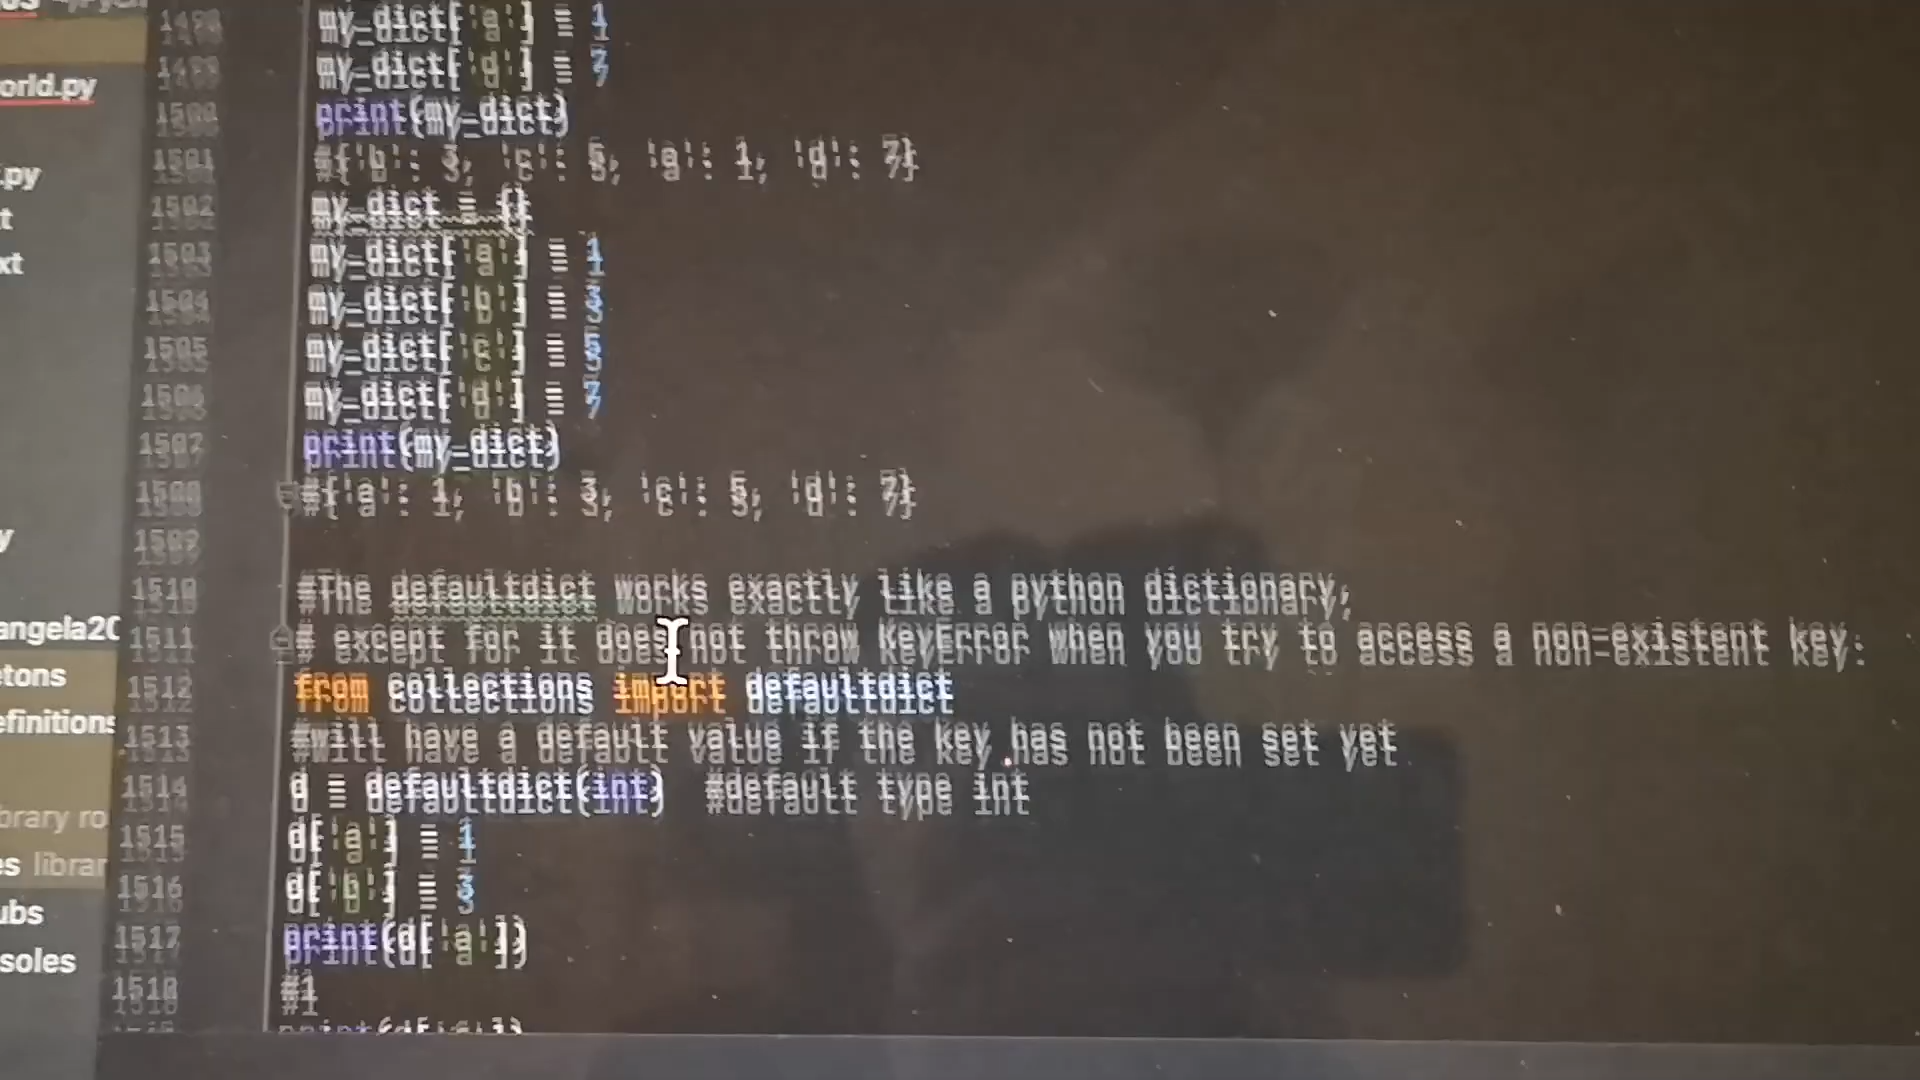 orld.py
.py
t
xt
y
angela20
etons
efinitions
brary ro
es librar
ubs
soles
1498 my_dict['a'] = 1
1499 my_dict['d'] = 7
1500 print(my_dict)
1501 #{'b': 3, 'c': 5, 'a': 1, 'd': 7}
1502 my_dict = {}
1503 my_dict['a'] = 1
1504 my_dict['b'] = 3
1505 my_dict['c'] = 5
1506 my_dict['d'] = 7
1507 print(my_dict)
1508 #{'a': 1, 'b': 3, 'c': 5, 'd': 7}
1509
1510 #The defaultdict works exactly like a python dictionary,
1511 # except for it does not throw KeyError when you try to access a non-existent key:
1512 from collections import defaultdict
1513 #will have a default value if the key has not been set yet
1514 d = defaultdict(int) #default type int
1515 d['a'] = 1
1516 d['b'] = 3
1517 print(d['a'])
1518 #1